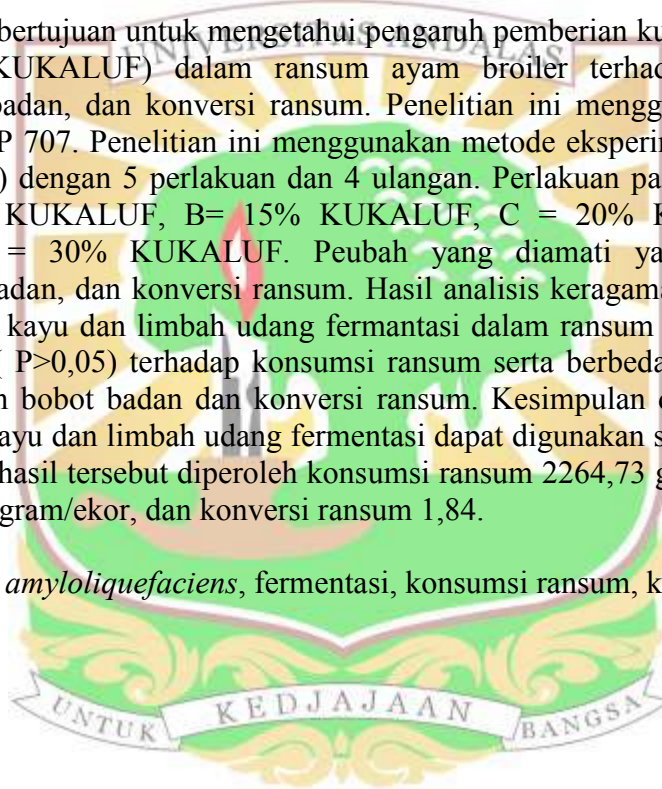 bertujuan untuk mengetahui pengaruh pemberian ku
UNIVERSITAS ANDALAS
KUKALUF) dalam ransum ayam broiler terhad
badan, dan konversi ransum. Penelitian ini mengg
P 707. Penelitian ini menggunakan metode eksperi
) dengan 5 perlakuan dan 4 ulangan. Perlakuan pa
KUKALUF, B= 15% KUKALUF, C = 20% K
= 30% KUKALUF. Peubah yang diamati ya
adan, dan konversi ransum. Hasil analisis keragama
kayu dan limbah udang fermantasi dalam ransum
( P>0,05) terhadap konsumsi ransum serta berbeda
n bobot badan dan konversi ransum. Kesimpulan
ayu dan limbah udang fermentasi dapat digunakan s
hasil tersebut diperoleh konsumsi ransum 2264,73 g
gram/ekor, dan konversi ransum 1,84.
amyloliquefaciens, fermentasi, konsumsi ransum, k
UNTUK KEDJAJAAN BANGSA